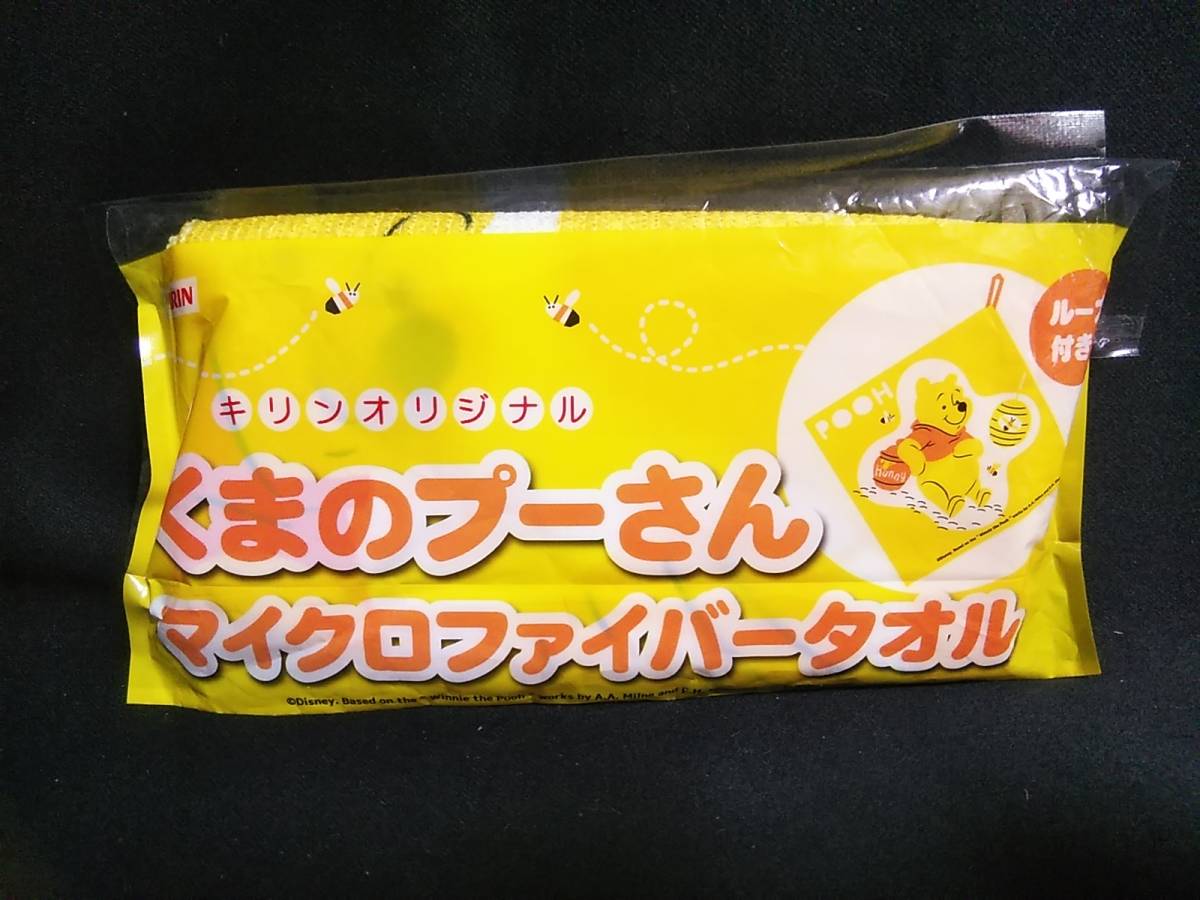 RIN
ルー
付き
キリンオリジナル
POOH
Hunny
くまのプーさん
マイクロファイバータオル
©Disney. Based on the " Winnie the Pooh " works by A.A. Milne and E.H.